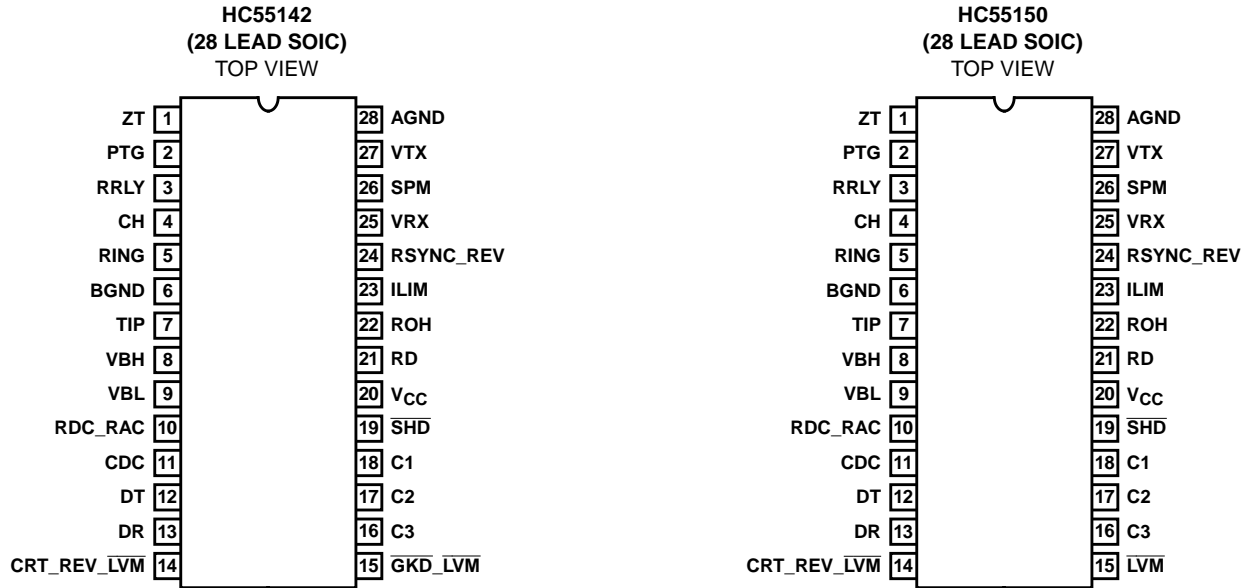 HC55142
(28 LEAD SOIC)
TOP VIEW
ZT 1
PTG 2
RRLY 3
CH 4
RING 5
BGND 6
TIP 7
VBH 8
VBL 9
RDC_RAC 10
CDC 11
DT 12
DR 13
CRT_REV_L̅V̅M̅ 14
28 AGND
27 VTX
26 SPM
25 VRX
24 RSYNC_REV
23 ILIM
22 ROH
21 RD
20 VCC
19 S̅H̅D̅
18 C1
17 C2
16 C3
15 G̅K̅D̅_L̅V̅M̅
HC55150
(28 LEAD SOIC)
TOP VIEW
ZT 1
PTG 2
RRLY 3
CH 4
RING 5
BGND 6
TIP 7
VBH 8
VBL 9
RDC_RAC 10
CDC 11
DT 12
DR 13
CRT_REV_L̅V̅M̅ 14
28 AGND
27 VTX
26 SPM
25 VRX
24 RSYNC_REV
23 ILIM
22 ROH
21 RD
20 VCC
19 S̅H̅D̅
18 C1
17 C2
16 C3
15 L̅V̅M̅